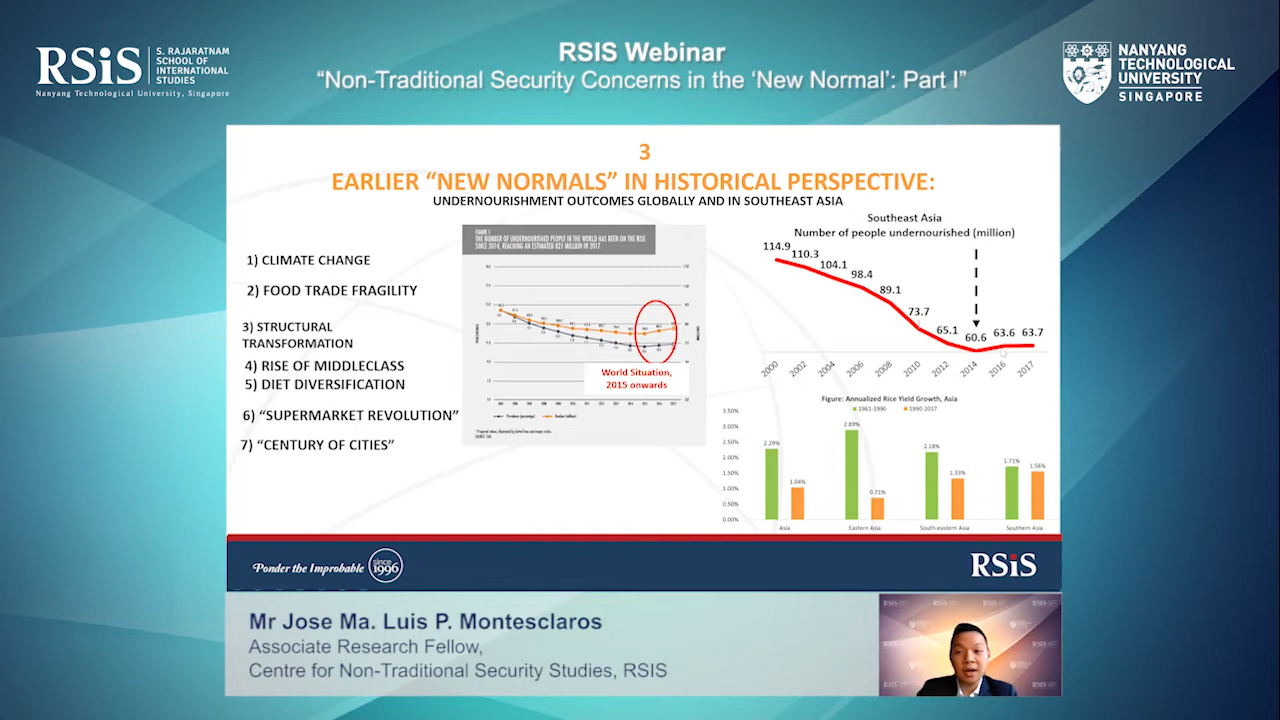 RSiS
S. RAJARATNAM
SCHOOL OF
INTERNATIONAL
STUDIES
Nanyang Technological University, Singapore
RSIS Webinar
“Non-Traditional Security Concerns in the ‘New Normal’: Part I”
NANYANG
TECHNOLOGICAL
UNIVERSITY
SINGAPORE
3
EARLIER “NEW NORMALS” IN HISTORICAL PERSPECTIVE:
UNDERNOURISHMENT OUTCOMES GLOBALLY AND IN SOUTHEAST ASIA
1) CLIMATE CHANGE
2) FOOD TRADE FRAGILITY
3) STRUCTURAL
TRANSFORMATION
4) RISE OF MIDDLECLASS
5) DIET DIVERSIFICATION
6) “SUPERMARKET REVOLUTION”
7) “CENTURY OF CITIES”
THE NUMBER OF UNDERNOURISHED PEOPLE IN THE WORLD HAS BEEN ON THE RISE
SINCE 2014, REACHING AN ESTIMATED 821 MILLION IN 2017
World Situation,
2015 onwards
Southeast Asia
Number of people undernourished (million)
114.9
110.3
104.1
98.4
89.1
73.7
65.1
60.6
63.6
63.7
2000
2002
2004
2006
2008
2010
2012
2014
2016
2017
Figure: Annualized Rice Yield Growth, Asia
1961-1990
1990-2017
3.50%
3.00%
2.50%
2.00%
1.50%
1.00%
0.50%
0.00%
2.29%
1.04%
2.89%
0.71%
2.18%
1.33%
1.71%
1.56%
Asia
Eastern Asia
South-eastern Asia
Southern Asia
Ponder the Improbable
since
1996
RSiS
Mr Jose Ma. Luis P. Montesclaros
Associate Research Fellow,
Centre for Non-Traditional Security Studies, RSIS